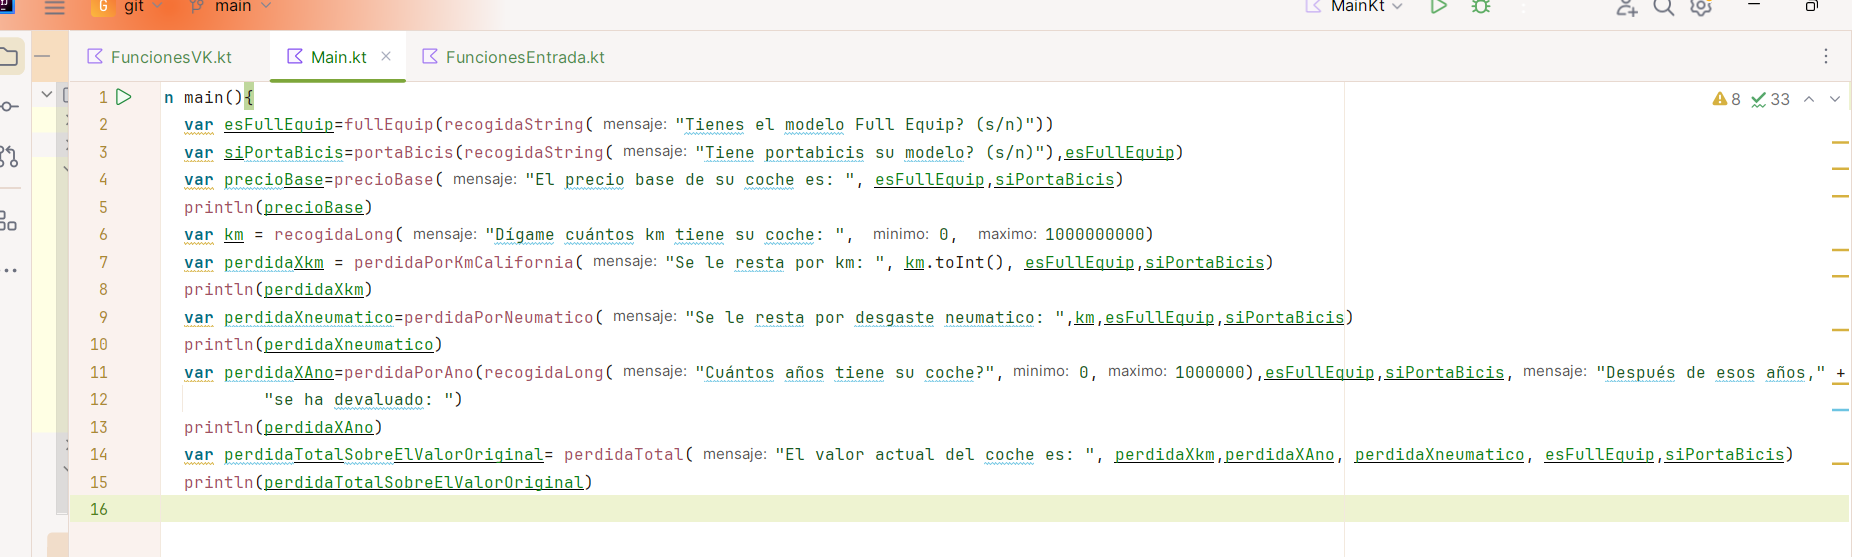 G git main MainKt
FuncionesVK.kt Main.kt FuncionesEntrada.kt
8 33
1 n main(){
2 var esFullEquip=fullEquip(recogidaString( mensaje: "Tienes el modelo Full Equip? (s/n)"))
3 var siPortaBicis=portaBicis(recogidaString( mensaje: "Tiene portabicis su modelo? (s/n)"),esFullEquip)
4 var precioBase=precioBase( mensaje: "El precio base de su coche es: ", esFullEquip,siPortaBicis)
5 println(precioBase)
6 var km = recogidaLong( mensaje: "Dígame cuántos km tiene su coche: ", minimo: 0, maximo: 1000000000)
7 var perdidaXkm = perdidaPorKmCalifornia( mensaje: "Se le resta por km: ", km.toInt(), esFullEquip,siPortaBicis)
8 println(perdidaXkm)
9 var perdidaXneumatico=perdidaPorNeumatico( mensaje: "Se le resta por desgaste neumatico: ",km,esFullEquip,siPortaBicis)
10 println(perdidaXneumatico)
11 var perdidaXAno=perdidaPorAno(recogidaLong( mensaje: "Cuántos años tiene su coche?", minimo: 0, maximo: 1000000),esFullEquip,siPortaBicis, mensaje: "Después de esos años," +
12 "se ha devaluado: ")
13 println(perdidaXAno)
14 var perdidaTotalSobreElValorOriginal= perdidaTotal( mensaje: "El valor actual del coche es: ", perdidaXkm,perdidaXAno, perdidaXneumatico, esFullEquip,siPortaBicis)
15 println(perdidaTotalSobreElValorOriginal)
16